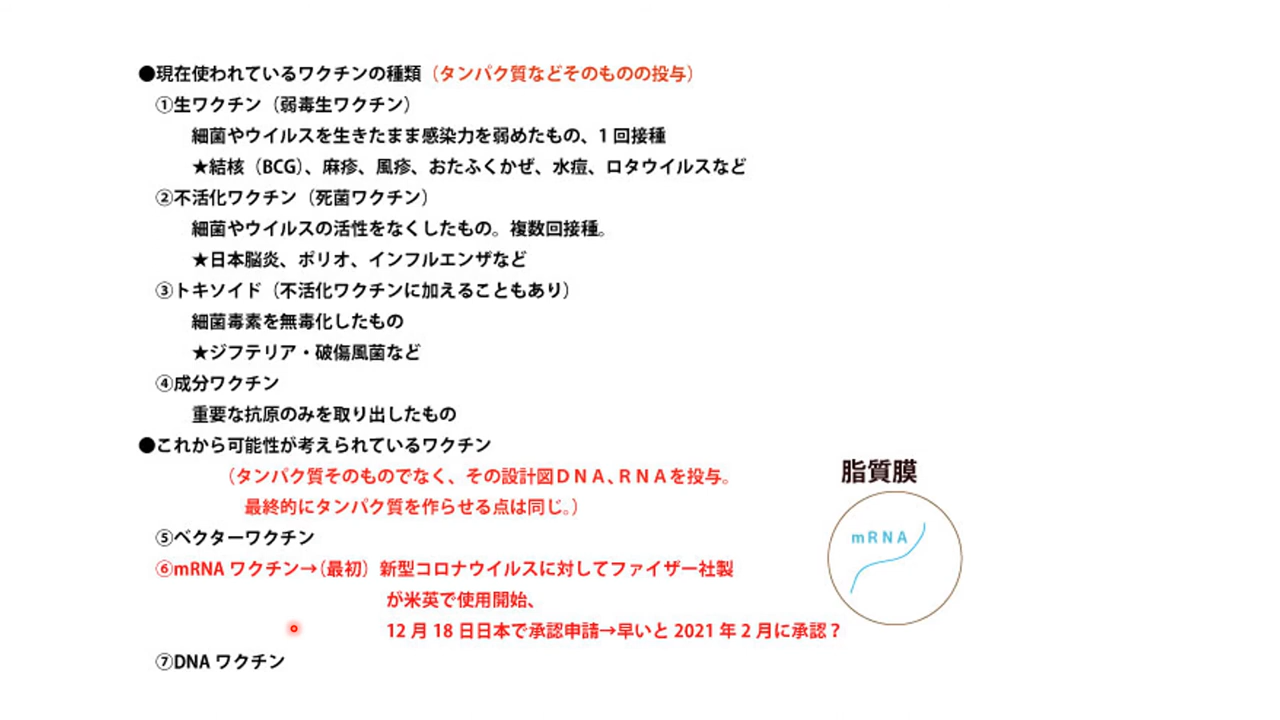 ●現在使われているワクチンの種類（タンパク質などそのものの投与）
①生ワクチン（弱毒生ワクチン）
細菌やウイルスを生きたまま感染力を弱めたもの、1回接種
★結核（BCG）、麻疹、風疹、おたふくかぜ、水痘、ロタウイルスなど
②不活化ワクチン（死菌ワクチン）
細菌やウイルスの活性をなくしたもの。複数回接種。
★日本脳炎、ポリオ、インフルエンザなど
③トキソイド（不活化ワクチンに加えることもあり）
細菌毒素を無毒化したもの
★ジフテリア・破傷風菌など
④成分ワクチン
重要な抗原のみを取り出したもの
●これから可能性が考えられているワクチン
（タンパク質そのものでなく、その設計図ＤＮＡ、ＲＮＡを投与。
最終的にタンパク質を作らせる点は同じ。）
⑤ベクターワクチン
⑥mRNAワクチン→（最初）新型コロナウイルスに対してファイザー社製
が米英で使用開始、
12月18日日本で承認申請→早いと2021年2月に承認？
⑦DNAワクチン
脂質膜
mRNA